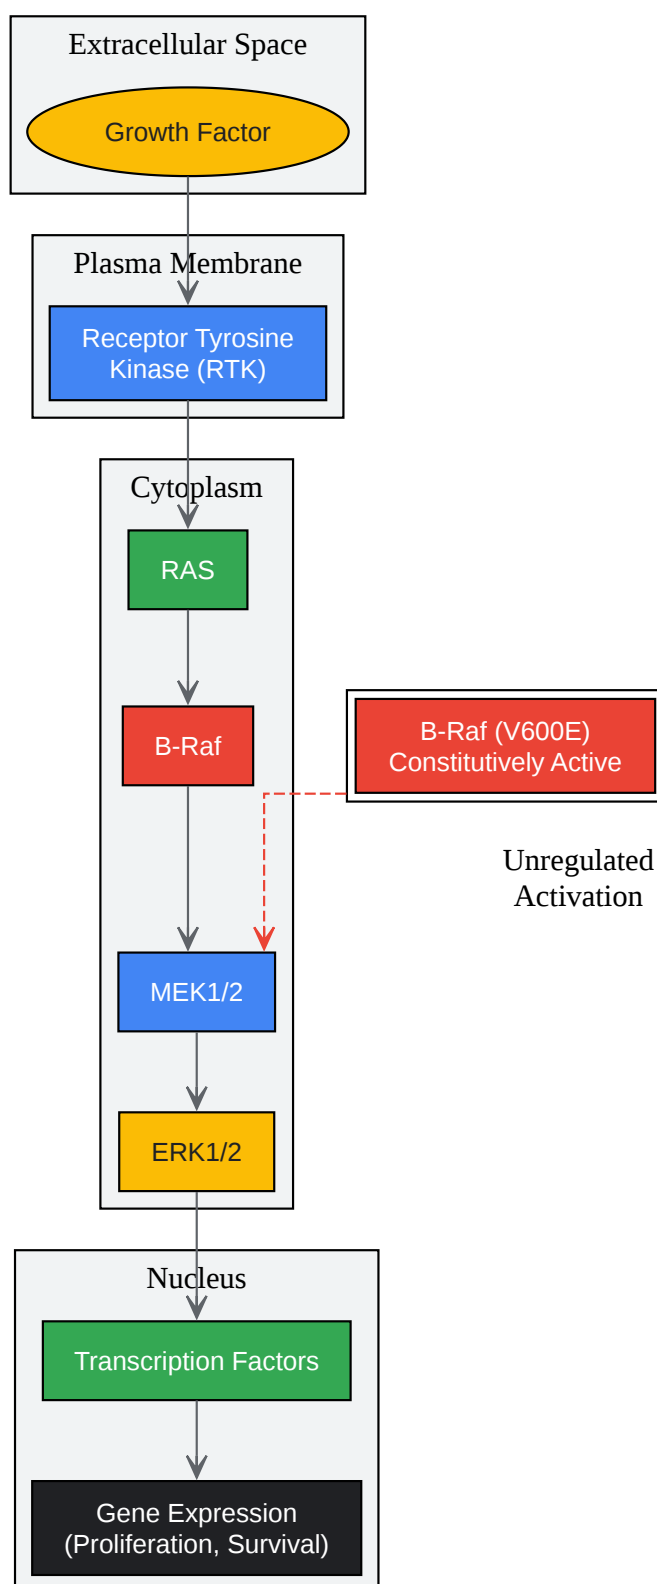 Extracellular Space
Growth Factor
Plasma Membrane
Receptor Tyrosine
Kinase (RTK)
Cytoplasm
RAS
B-Raf
B-Raf (V600E)
Constitutively Active
Unregulated
Activation
MEK1/2
ERK1/2
Nucleus
Transcription Factors
Gene Expression
(Proliferation, Survival)